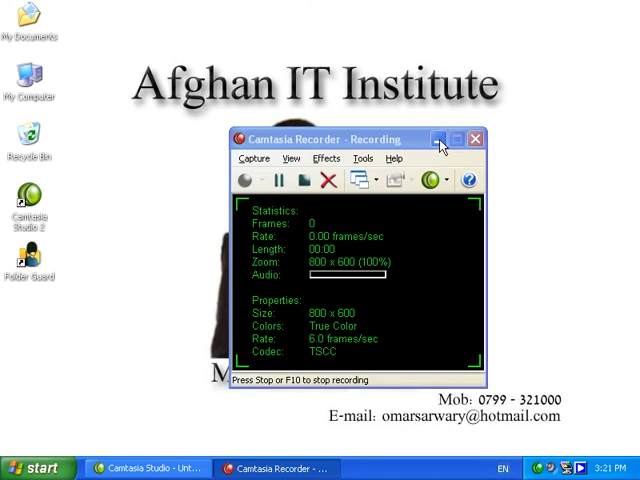 My Documents
My Computer
Recycle Bin
Camtasia
Studio 2
Folder Guard
Afghan IT Institute
Camtasia Recorder - Recording
Capture View Effects Tools Help
Statistics:
Frames: 0
Rate: 0.00 frames/sec
Length: 00:00
Zoom: 800 x 600 (100%)
Audio:
Properties:
Size: 800 x 600
Colors: True Color
Rate: 6.0 frames/sec
Codec: TSCC
Press Stop or F10 to stop recording
Mob: 0799 - 321000
E-mail: omarsarwary@hotmail.com
start
Camtasia Studio - Unt...
Camtasia Recorder - ...
EN
3:21 PM